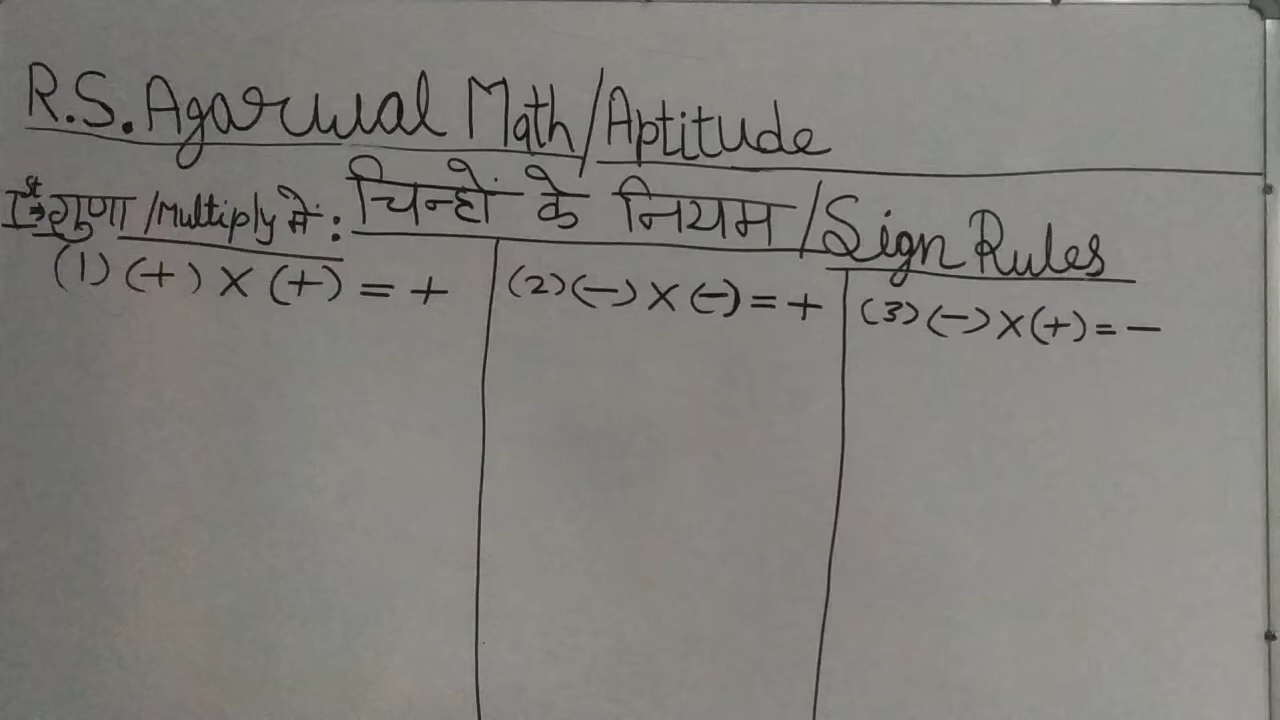 R.S. Agarwal Math/Aptitude
Ist→ गुणा/Multiply में: चिन्हों के नियम/Sign Rules
(1) (+) × (+) = + (2) (-) × (-) = + (3) (-) × (+) = -